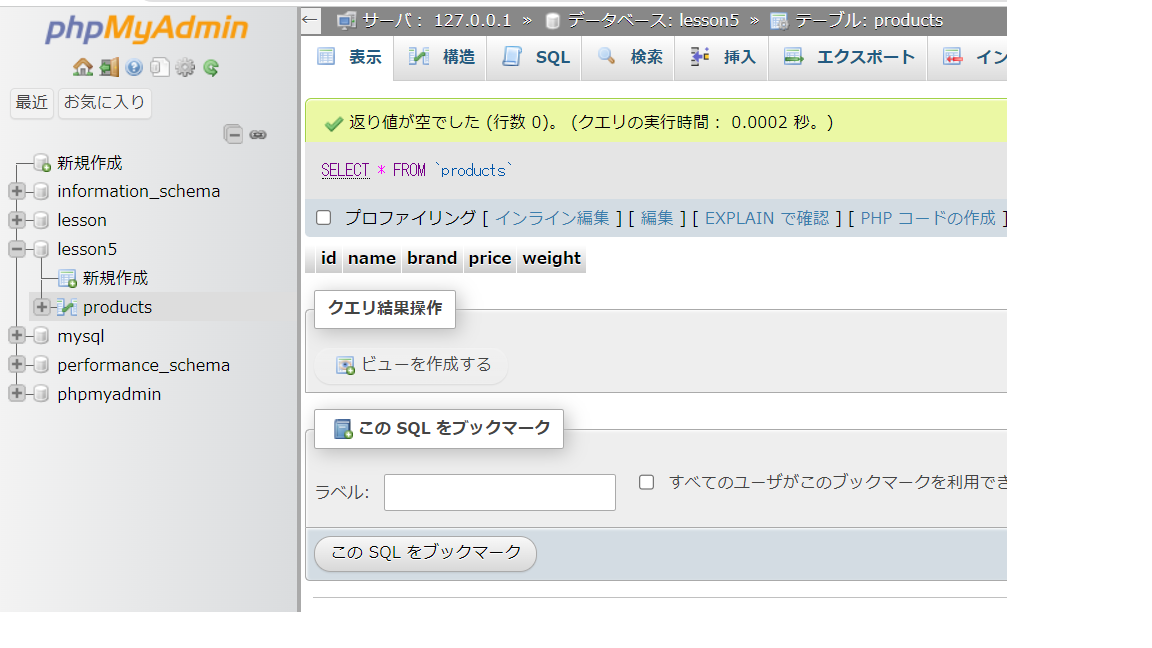 phpMyAdmin
最近 お気に入り
新規作成
information_schema
lesson
lesson5
新規作成
products
mysql
performance_schema
phpmyadmin
← サーバ: 127.0.0.1 » データベース: lesson5 » テーブル: products
表示 構造 SQL 検索 挿入 エクスポート イン
返り値が空でした (行数 0)。 (クエリの実行時間: 0.0002 秒。)
SELECT * FROM `products`
プロファイリング [ インライン編集 ] [ 編集 ] [ EXPLAIN で確認 ] [ PHP コードの作成 ]
id name brand price weight
クエリ結果操作
ビューを作成する
この SQL をブックマーク
ラベル: すべてのユーザがこのブックマークを利用でき
この SQL をブックマーク